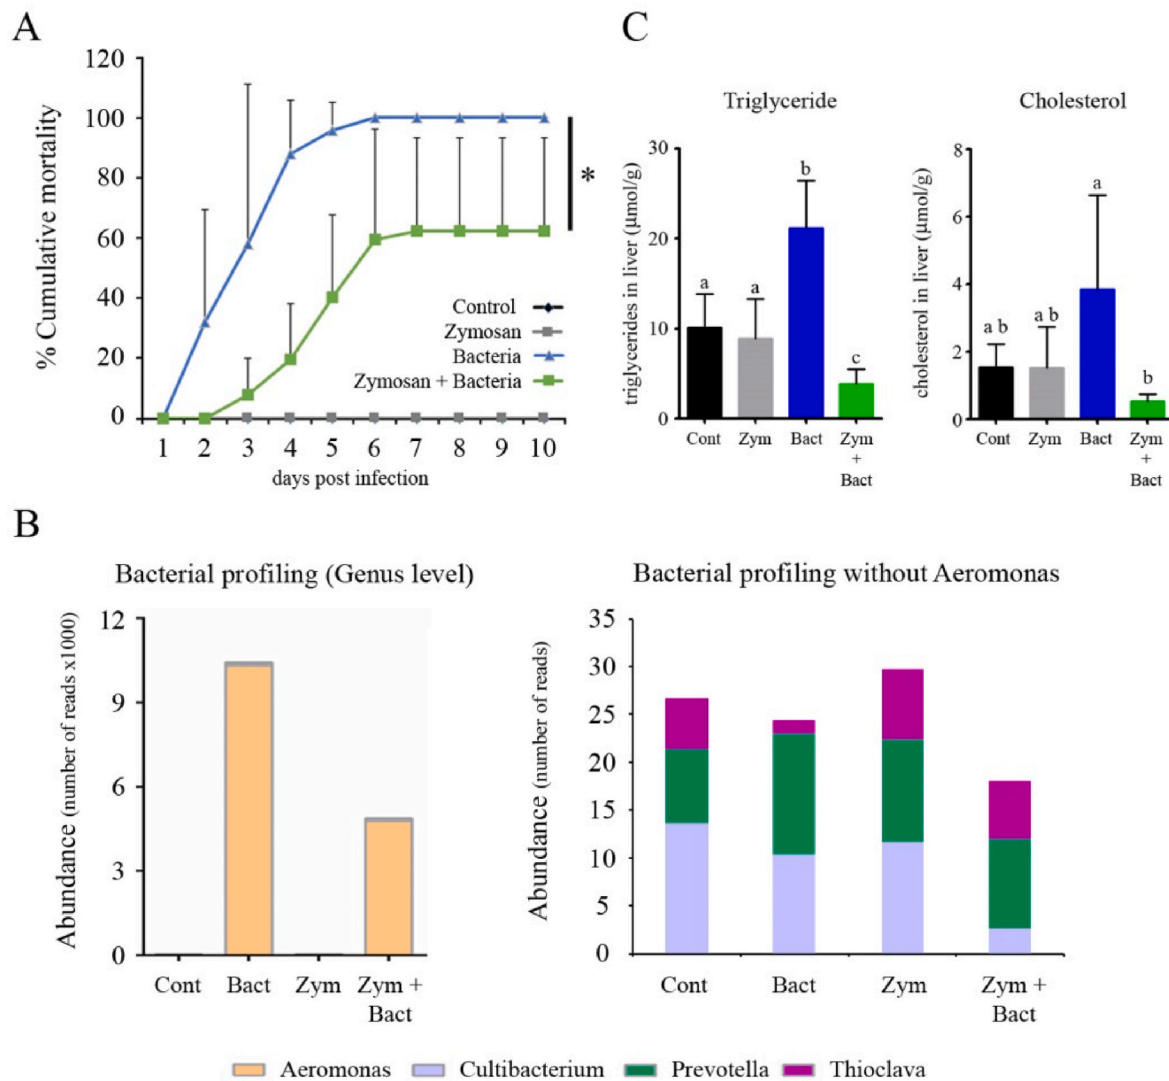 A
% Cumulative mortality
120
100
80
60
40
20
0
1 2 3 4 5 6 7 8 9 10
days post infection
Control
Zymosan
Bacteria
Zymosan + Bacteria
*
C
Triglyceride
triglycerides in liver (μmol/g)
30
20
10
0
a
a
b
c
Cont Zym Bact Zym
+
Bact
Cholesterol
cholesterol in liver (μmol/g)
8
6
4
2
0
a b
a b
a
b
Cont Zym Bact Zym
+
Bact
B
Bacterial profiling (Genus level)
Abundance (number of reads x1000)
12
9
6
3
0
Cont Bact Zym Zym +
Bact
Bacterial profiling without Aeromonas
Abundance (number of reads)
35
30
25
20
15
10
5
0
Cont Bact Zym Zym +
Bact
Aeromonas Cultibacterium Prevotella Thioclava